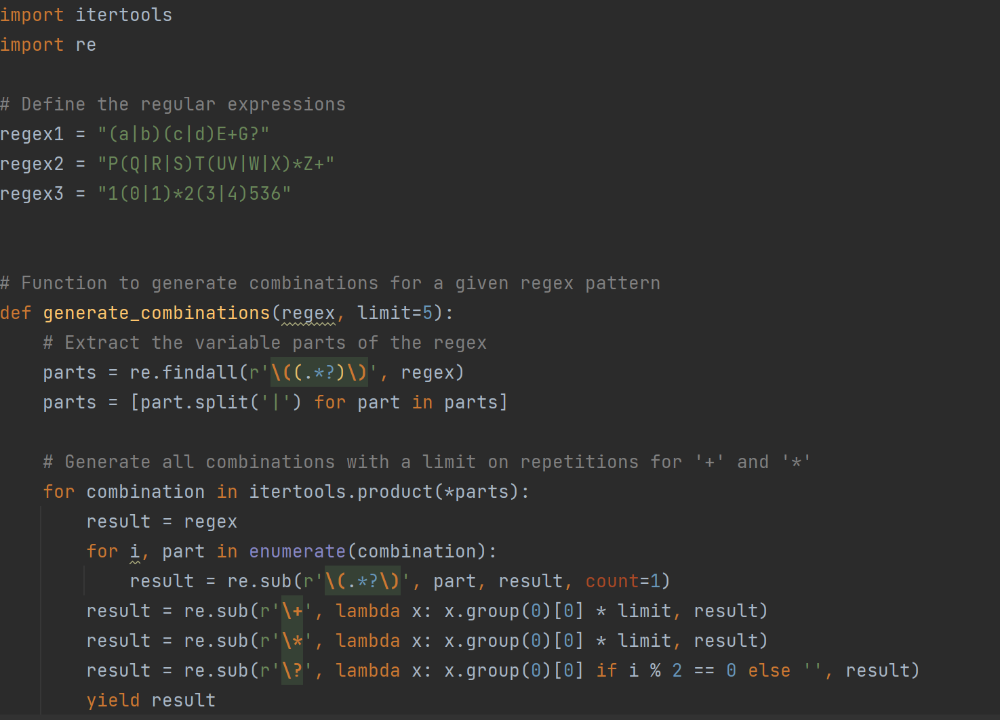 import itertools
import re
# Define the regular expressions
regex1 = "(a|b)(c|d)E+G?"
regex2 = "P(Q|R|S)T(UV|W|X)*Z+"
regex3 = "1(0|1)*2(3|4)536"
# Function to generate combinations for a given regex pattern
def generate_combinations(regex, limit=5):
    # Extract the variable parts of the regex
    parts = re.findall(r'\((.*?)\)', regex)
    parts = [part.split('|') for part in parts]
    # Generate all combinations with a limit on repetitions for '+' and '*'
    for combination in itertools.product(*parts):
        result = regex
        for i, part in enumerate(combination):
            result = re.sub(r'\(.*?\)', part, result, count=1)
        result = re.sub(r'\+', lambda x: x.group(0)[0] * limit, result)
        result = re.sub(r'\*', lambda x: x.group(0)[0] * limit, result)
        result = re.sub(r'\?', lambda x: x.group(0)[0] if i % 2 == 0 else '', result)
        yield result